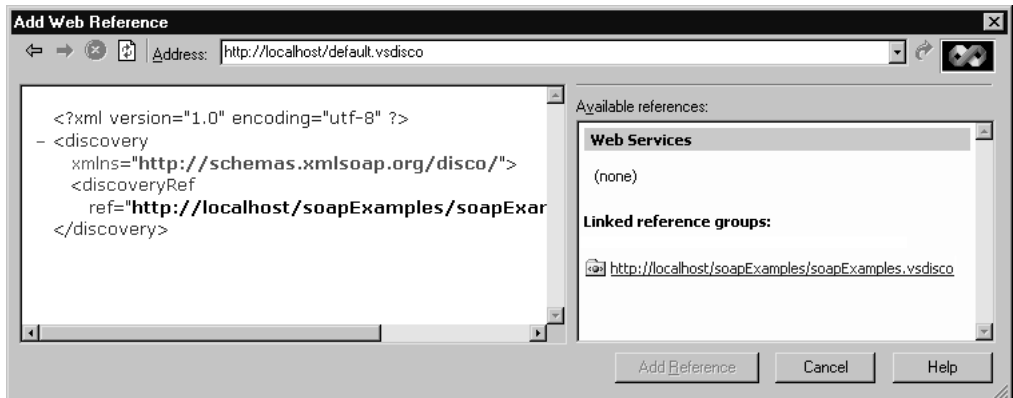 Add Web Reference
Address: http://localhost/default.vsdisco
<?xml version="1.0" encoding="utf-8" ?>
– <discovery
xmlns="http://schemas.xmlsoap.org/disco/">
<discoveryRef
ref="http://localhost/soapExamples/soapExar
</discovery>
Available references:
Web Services
(none)
Linked reference groups:
http://localhost/soapExamples/soapExamples.vsdisco
Add Reference Cancel Help